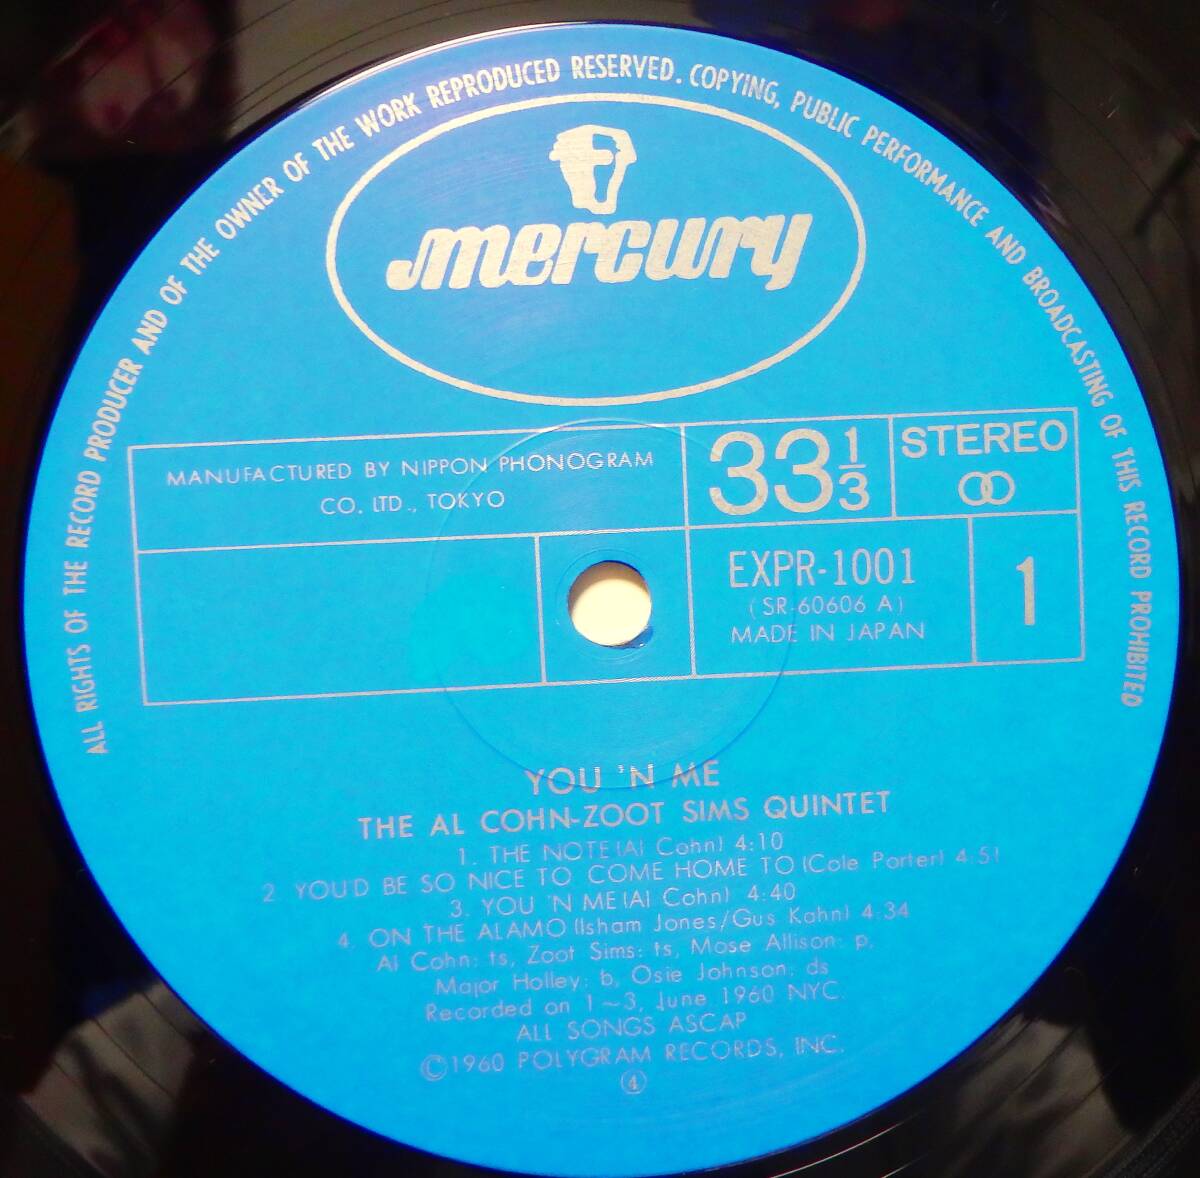 ALL RIGHTS OF THE RECORD PRODUCER AND OF THE OWNER OF THE WORK REPRODUCED RESERVED. COPYING, PUBLIC PERFORMANCE AND BROADCASTING OF THIS RECORD PROHIBITED
mercury
MANUFACTURED BY NIPPON PHONOGRAM
CO. LTD., TOKYO
33 1/3
STEREO
EXPR-1001
(SR-60606 A)
MADE IN JAPAN
1
YOU 'N ME
THE AL COHN-ZOOT SIMS QUINTET
1. THE NOTE (Al Cohn) 4:10
2. YOU'D BE SO NICE TO COME HOME TO (Cole Porter) 4:51
3. YOU 'N ME (Al Cohn) 4:40
4. ON THE ALAMO (Isham Jones/Gus Kahn) 4:34
Al Cohn: ts, Zoot Sims: ts, Mose Allison: p,
Major Holley: b, Osie Johnson: ds
Recorded on 1~3, June. 1960 NYC.
ALL SONGS ASCAP
©1960 POLYGRAM RECORDS, INC.
④